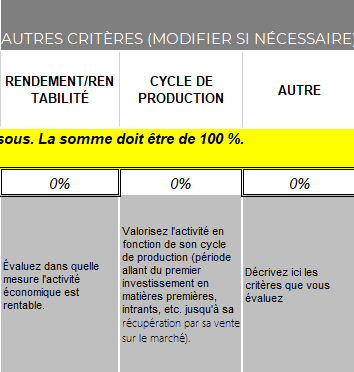 AUTRES CRITÈRES (MODIFIER SI NÉCESSAIRE)
RENDEMENT/REN
TABILITÉ
CYCLE DE
PRODUCTION
AUTRE
sous. La somme doit être de 100 %.
0%
0%
0%
Évaluez dans quelle
mesure l'activité
économique est
rentable.
Valorisez l'activité en
fonction de son cycle
de production (période
allant du premier
investissement en
matières premières,
intrants, etc. jusqu'à sa
récupération par sa vente
sur le marché).
Décrivez ici les
critères que vous
évaluez